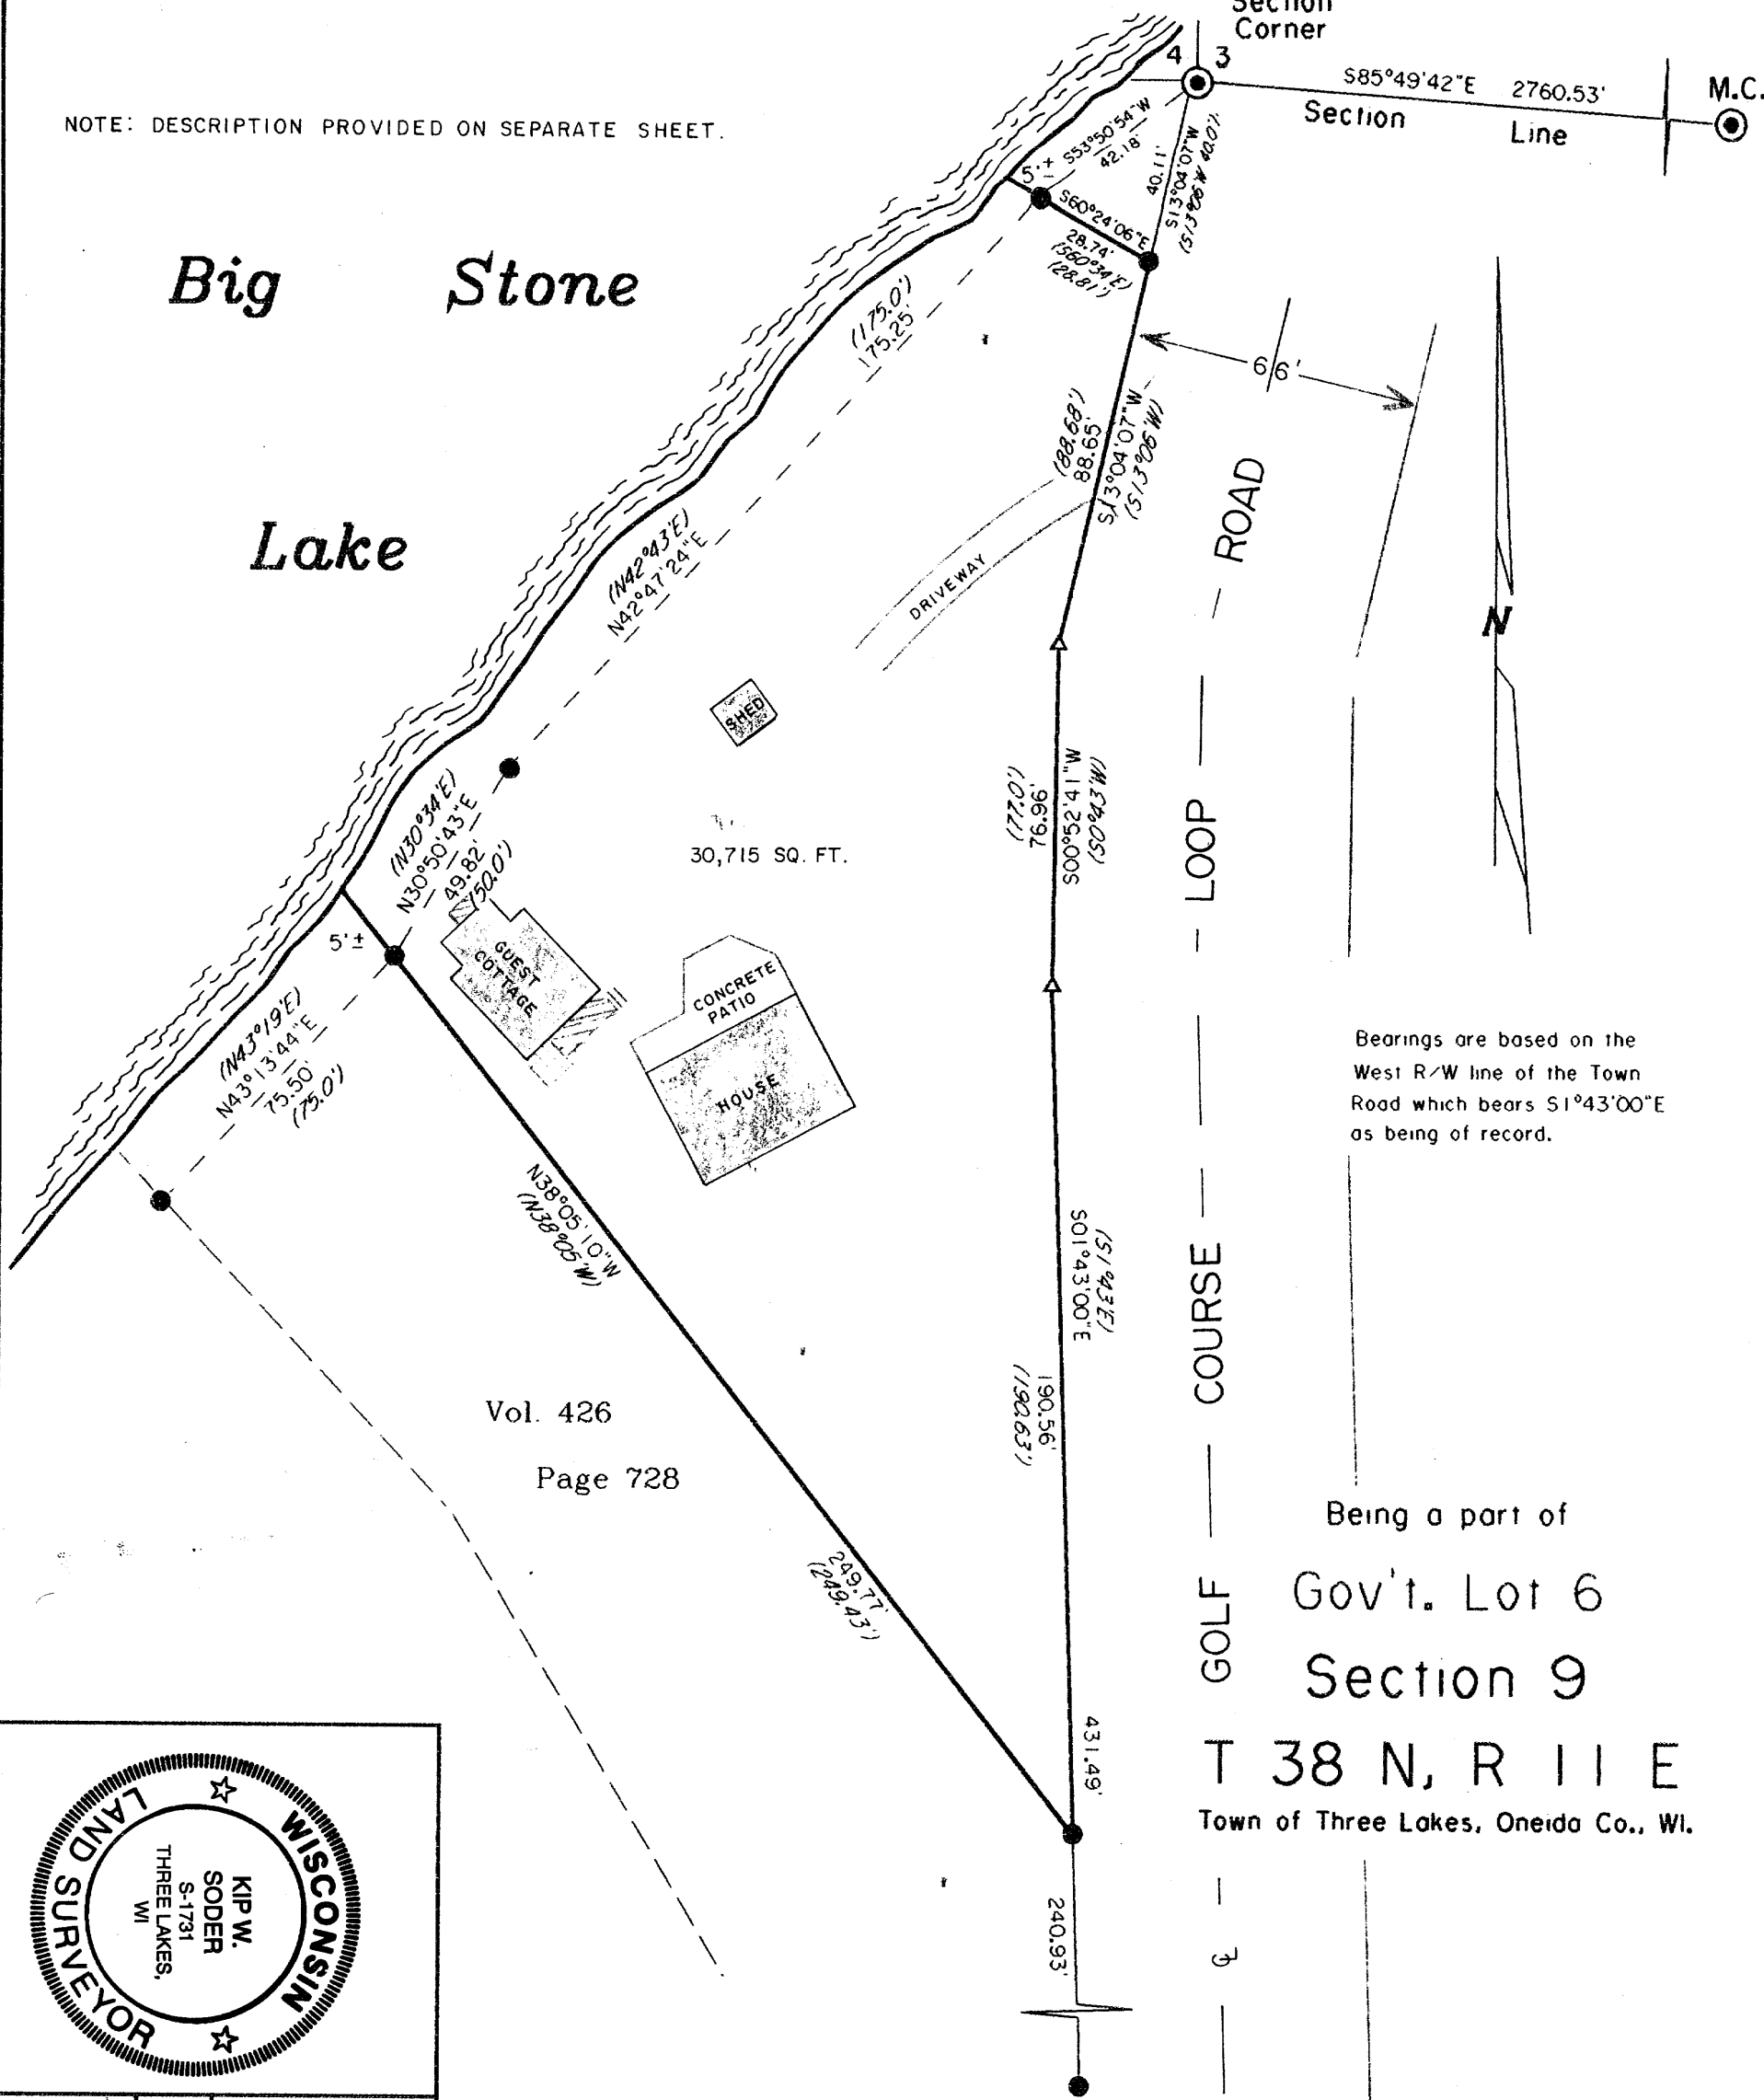 Section
Corner
4 3
S85°49'42"E 2760.53'
Section Line
M.C.
NOTE: DESCRIPTION PROVIDED ON SEPARATE SHEET.
S53°50'54"W
42.18'
5'±
40.11'
S13°04'07"W
(S13°06'W 40.0')
S60°24'06"E
28.74'
(S60°34'E)
(28.81')
Big Stone
Lake
(175.0')
175.25'
66'
(88.68')
88.65'
S13°04'07"W
(S13°06'W)
(N42°43'E)
N42°47'24"E
DRIVEWAY
ROAD
N
SHED
(77.0')
76.96'
S00°52'41"W
(S0°43'W)
LOOP
(N30°34'E)
N30°50'43"E
49.82'
(50.0')
30,715 SQ. FT.
5'±
GUEST
COTTAGE
CONCRETE
PATIO
HOUSE
(N43°19'E)
N43°13'44"E
75.50'
(75.0')
Bearings are based on the
West R/W line of the Town
Road which bears S1°43'00"E
as being of record.
N38°05'10"W
(N38°05'W)
S01°43'00"E
(S1°43'E)
COURSE
190.56'
(190.63')
Vol. 426
Page 728
249.77'
(249.43')
Being a part of
Gov't. Lot 6
Section 9
T 38 N, R 11 E
Town of Three Lakes, Oneida Co., WI.
GOLF
431.49'
240.93'
WISCONSIN
LAND SURVEYOR
KIP W.
SODER
S-1731
THREE LAKES,
WI